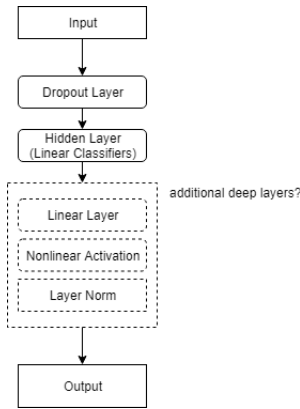 Input
Dropout Layer
Hidden Layer
(Linear Classifiers)
additional deep layers?
Linear Layer
Nonlinear Activation
Layer Norm
Output